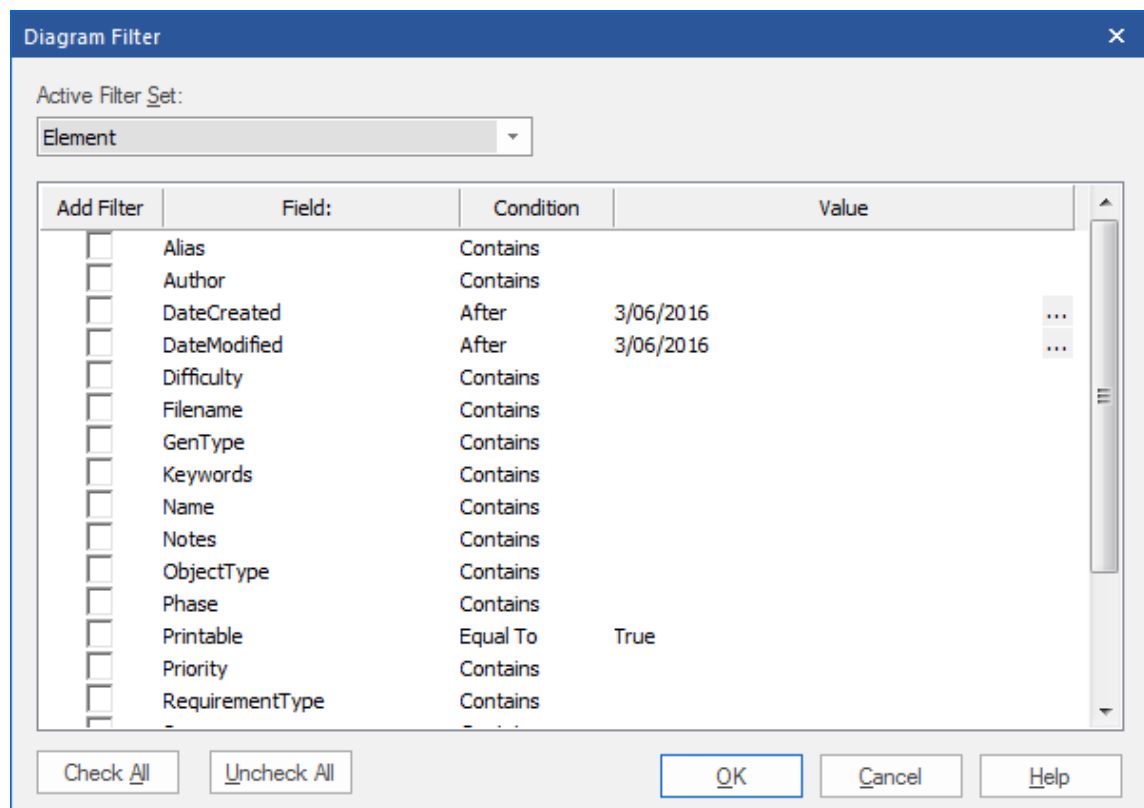 Diagram Filter
Active Filter Set:
Element
Add Filter Field: Condition Value
Alias Contains
Author Contains
DateCreated After 3/06/2016 ...
DateModified After 3/06/2016 ...
Difficulty Contains
Filename Contains
GenType Contains
Keywords Contains
Name Contains
Notes Contains
ObjectType Contains
Phase Contains
Printable Equal To True
Priority Contains
RequirementType Contains
Check All Uncheck All OK Cancel Help